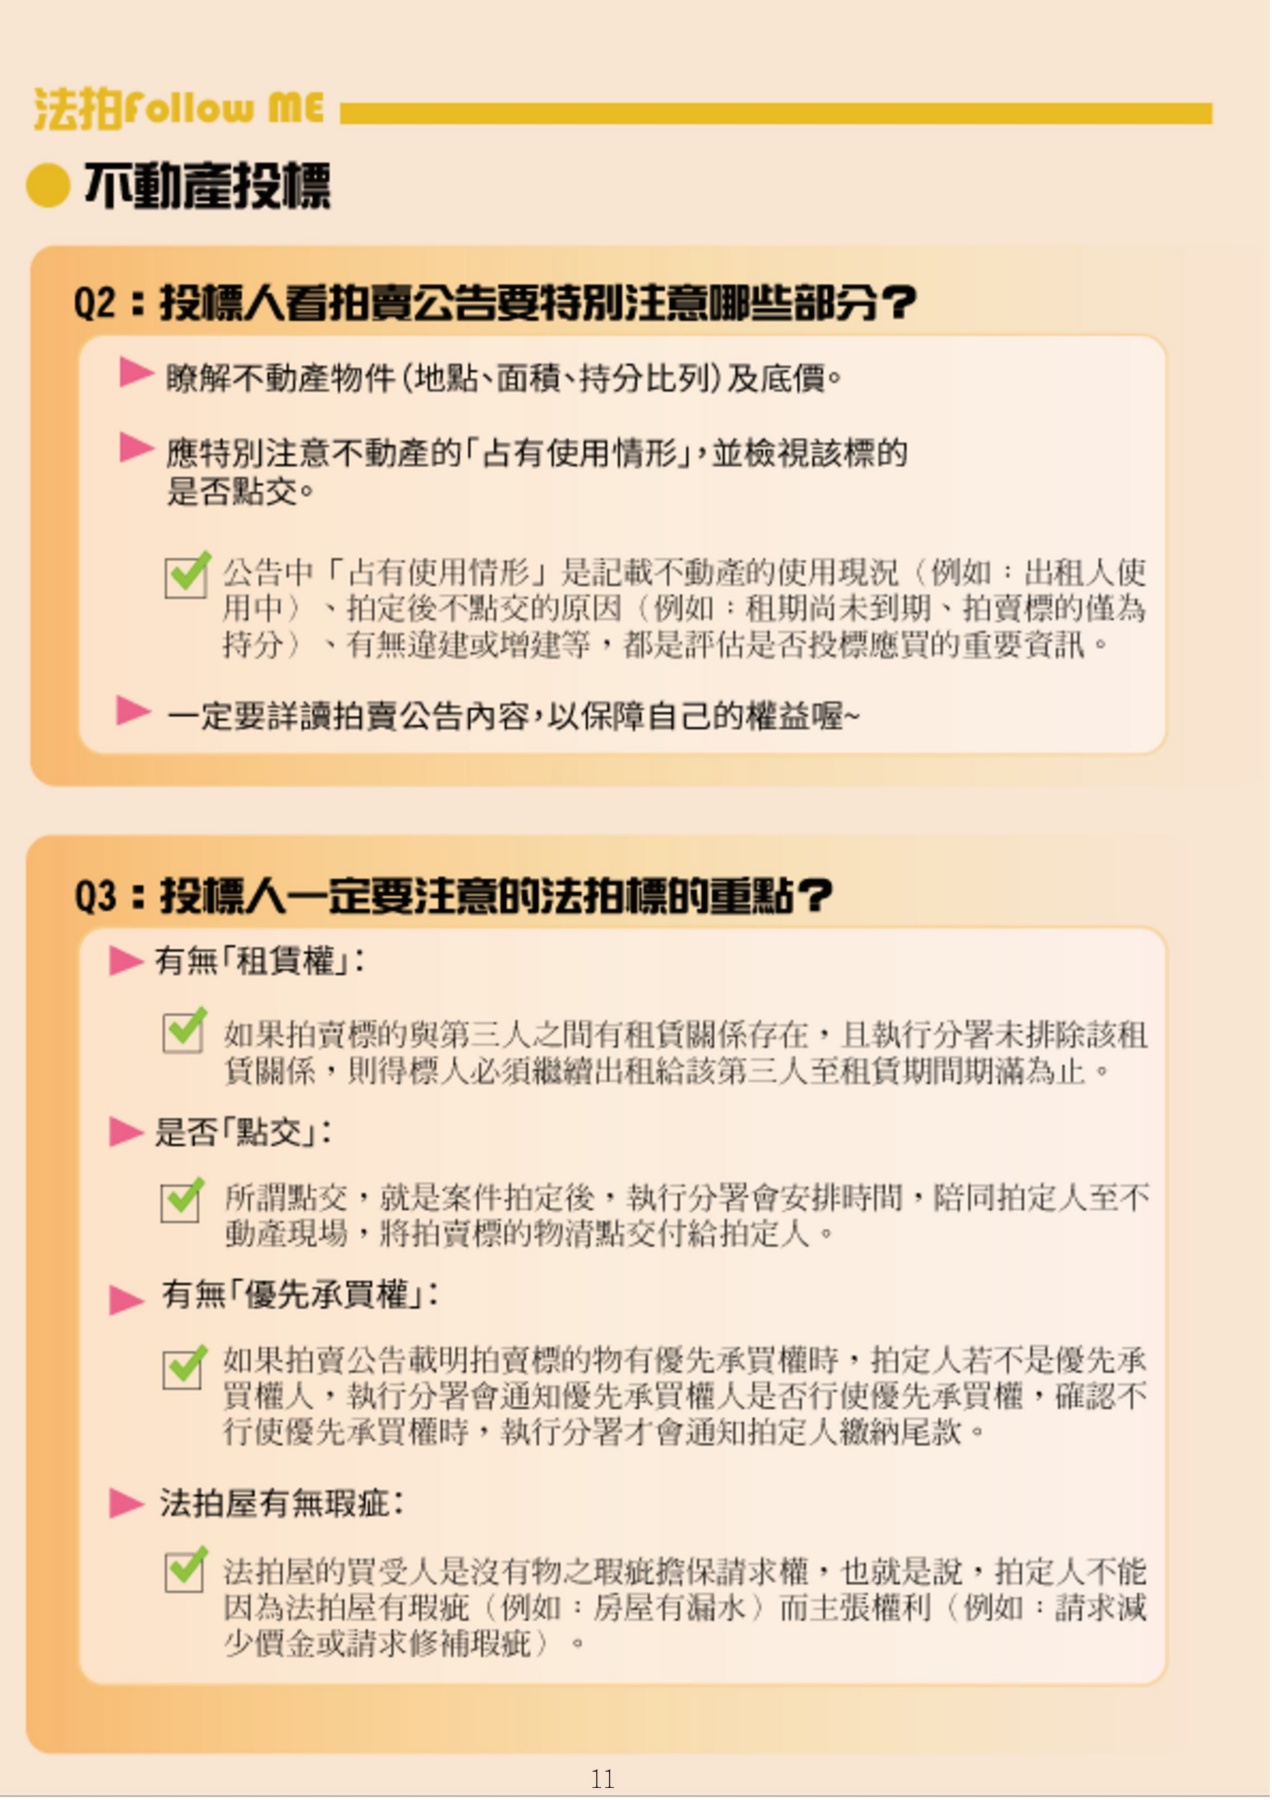 法拍Follow ME
不動產投標
Q2：投標人看拍賣公告要特別注意哪些部分？
瞭解不動產物件（地點、面積、持分比列）及底價。
應特別注意不動產的「占有使用情形」，並檢視該標的
是否點交。
公告中「占有使用情形」是記載不動產的使用現況（例如：出租人使
用中）、拍定後不點交的原因（例如：租期尚未到期、拍賣標的僅為
持分）、有無違建或增建等，都是評估是否投標應買的重要資訊。
一定要詳讀拍賣公告內容，以保障自己的權益喔~
Q3：投標人一定要注意的法拍標的重點？
有無「租賃權」：
如果拍賣標的與第三人之間有租賃關係存在，且執行分署未排除該租
賃關係，則得標人必須繼續出租給該第三人至租賃期間期滿為止。
是否「點交」：
所謂點交，就是案件拍定後，執行分署會安排時間，陪同拍定人至不
動產現場，將拍賣標的物清點交付給拍定人。
有無「優先承買權」：
如果拍賣公告載明拍賣標的物有優先承買權時，拍定人若不是優先承
買權人，執行分署會通知優先承買權人是否行使優先承買權，確認不
行使優先承買權時，執行分署才會通知拍定人繳納尾款。
法拍屋有無瑕疵：
法拍屋的買受人是沒有物之瑕疵擔保請求權，也就是說，拍定人不能
因為法拍屋有瑕疵（例如：房屋有漏水）而主張權利（例如：請求減
少價金或請求修補瑕疵）。
11